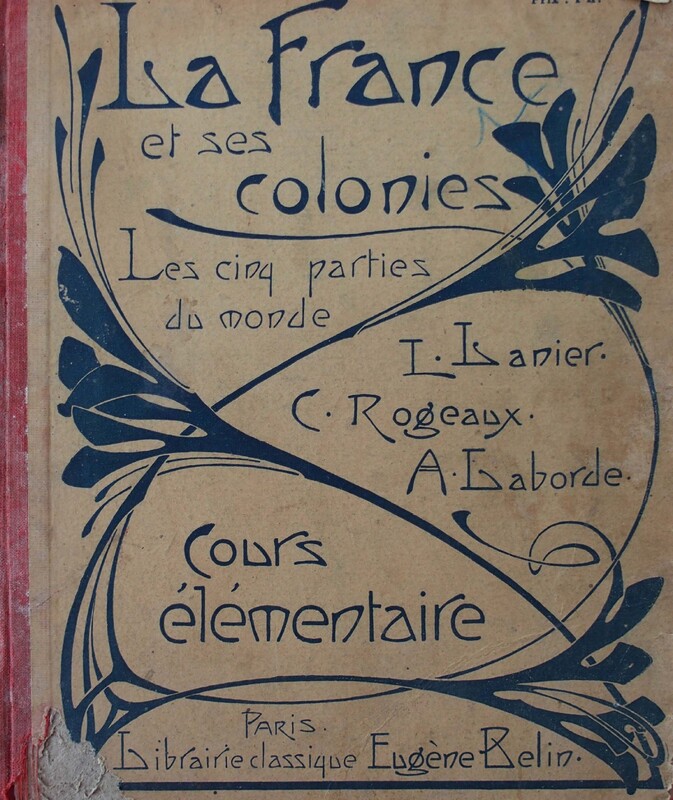 La France
et ses
colonies
Les cinq parties
du monde
L. Lanier.
C. Rogeaux.
A. Laborde.
Cours
élémentaire
PARIS.
Librairie classique Eugène Belin.